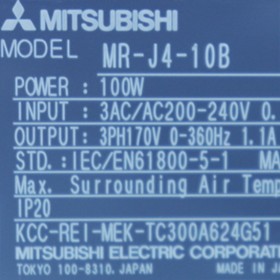 MITSUBISHI
MODEL MR-J4-10B
POWER : 100W
INPUT : 3AC/AC200-240V 0.
OUTPUT: 3PH170V 0-360Hz 1.1A
STD.: IEC/EN61800-5-1 MA
Max. Surrounding Air Temp
IP20
KCC-REI-MEK-TC300A624G51
MITSUBISHI ELECTRIC CORPORAT
TOKYO 100-8310, JAPAN MADE IN J